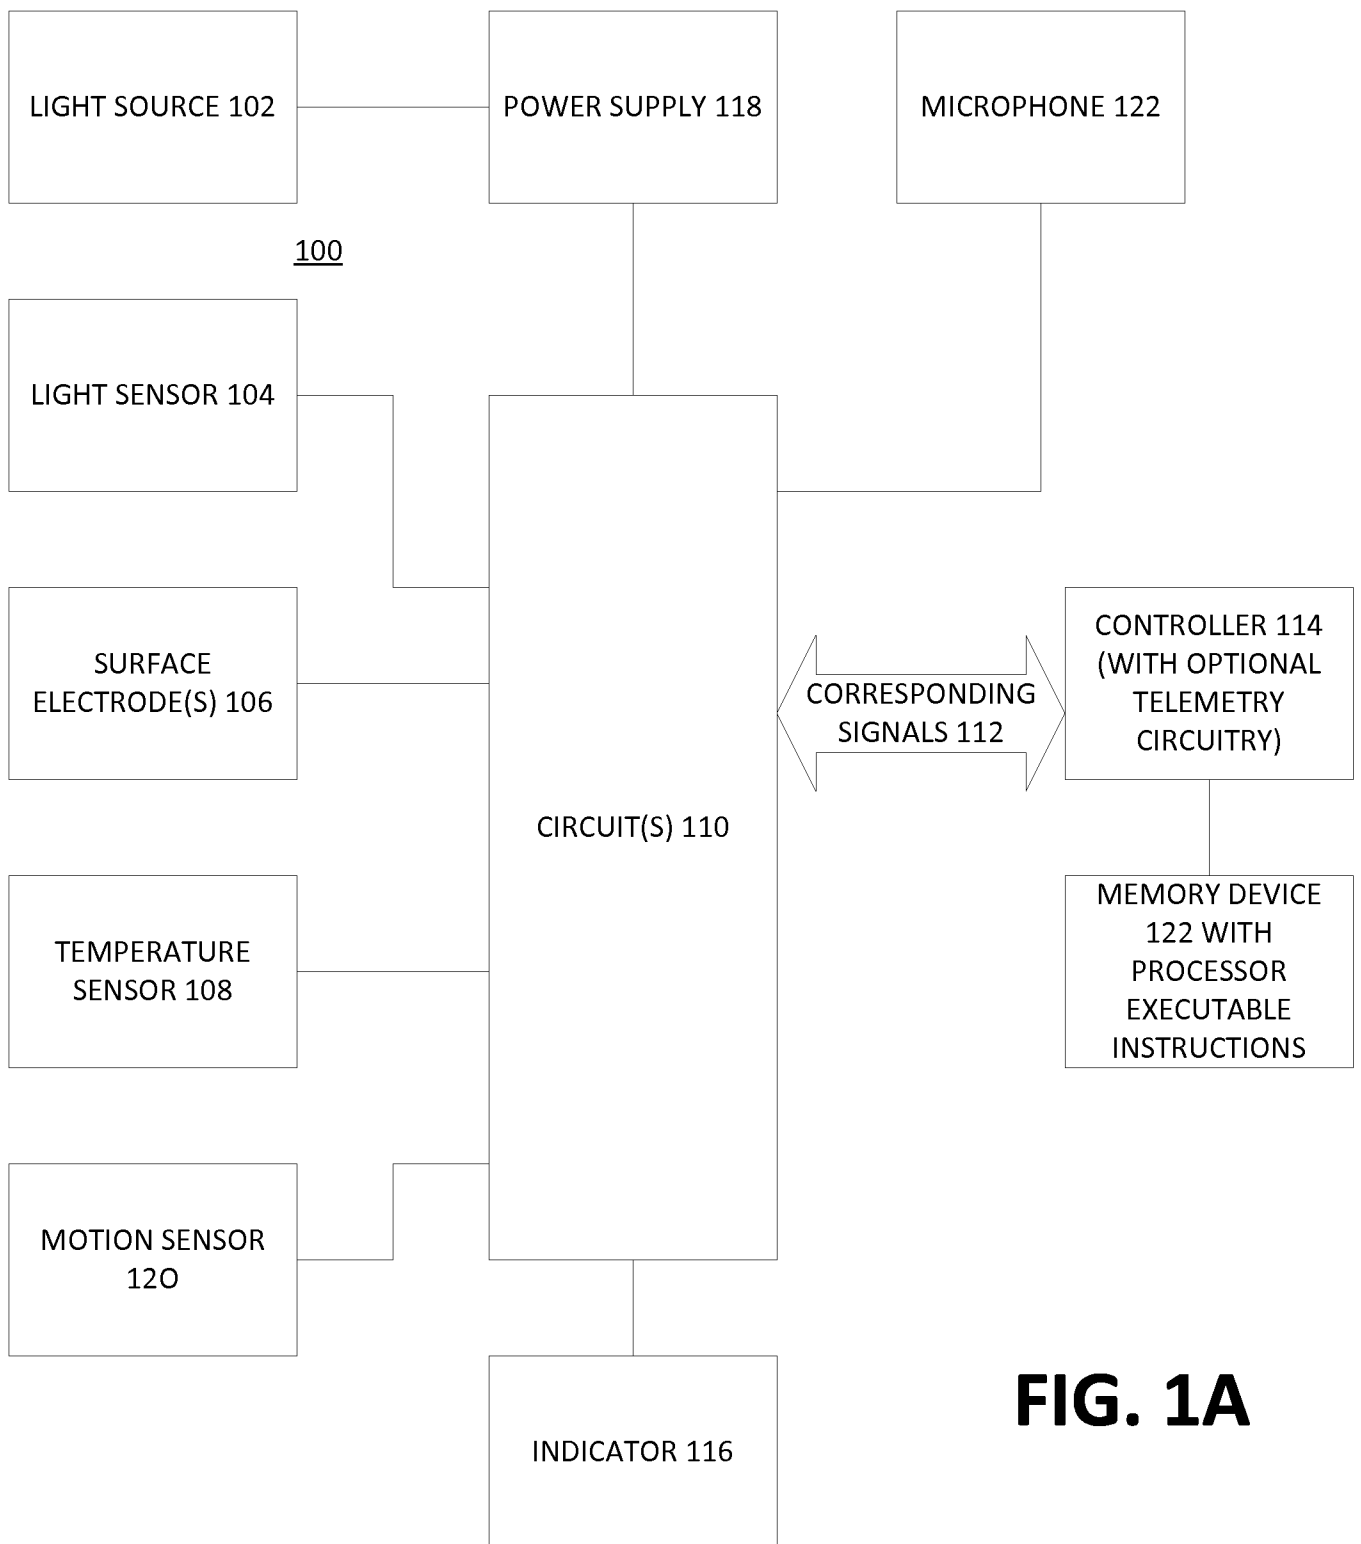 LIGHT SOURCE 102
POWER SUPPLY 118
MICROPHONE 122
100
LIGHT SENSOR 104
SURFACE
ELECTRODE(S) 106
CORRESPONDING
SIGNALS 112
CONTROLLER 114
(WITH OPTIONAL
TELEMETRY
CIRCUITRY)
CIRCUIT(S) 110
TEMPERATURE
SENSOR 108
MEMORY DEVICE
122 WITH
PROCESSOR
EXECUTABLE
INSTRUCTIONS
MOTION SENSOR
12O
INDICATOR 116
FIG. 1A